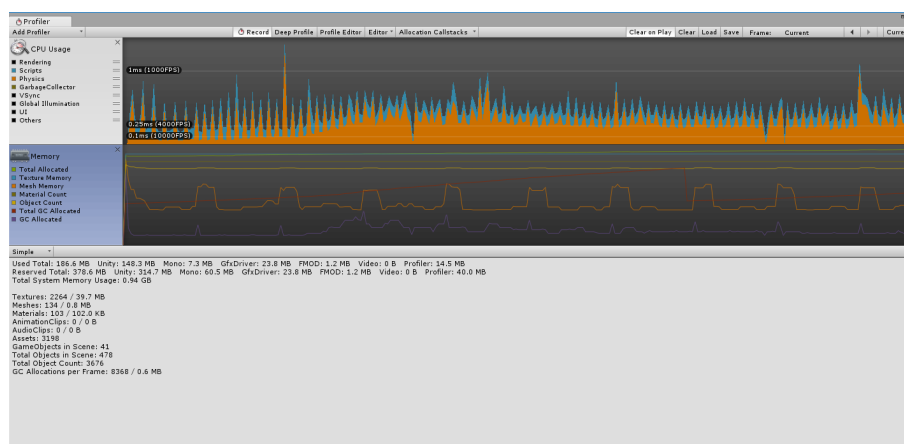 Profiler
Add Profiler Record Deep Profile Profile Editor Editor Allocation Callstacks Clear on Play Clear Load Save Frame: Current
CPU Usage
Rendering
Scripts
Physics
GarbageCollector
VSync
Global Illumination
UI
Others
1ms (1000FPS)
0.25ms (4000FPS)
0.1ms (10000FPS)
Memory
Total Allocated
Texture Memory
Mesh Memory
Material Count
Object Count
Total GC Allocated
GC Allocated
Simple
Used Total: 186.6 MB Unity: 148.3 MB Mono: 7.3 MB GfxDriver: 23.8 MB FMOD: 1.2 MB Video: 0 B Profiler: 14.5 MB
Reserved Total: 378.6 MB Unity: 314.7 MB Mono: 60.5 MB GfxDriver: 23.8 MB FMOD: 1.2 MB Video: 0 B Profiler: 40.0 MB
Total System Memory Usage: 0.94 GB
Textures: 2264 / 39.7 MB
Meshes: 134 / 0.8 MB
Materials: 103 / 102.0 KB
AnimationClips: 0 / 0 B
AudioClips: 0 / 0 B
Assets: 3198
GameObjects in Scene: 41
Total Objects in Scene: 478
Total Object Count: 3676
GC Allocations per Frame: 8368 / 0.6 MB